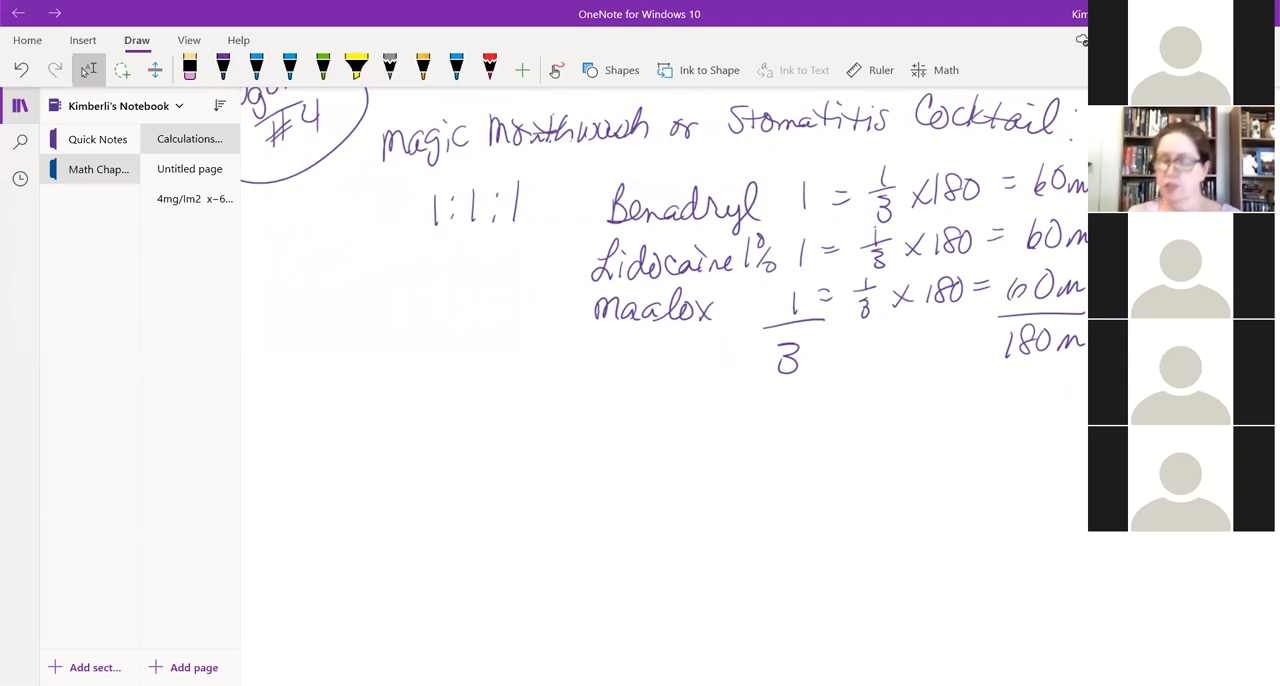 OneNote for Windows 10
Kim
Home Insert Draw View Help
Shapes Ink to Shape Ink to Text Ruler Math
Kimberli's Notebook
Quick Notes
Math Chap...
Calculations...
Untitled page
4mg/lm2 x-6...
#4
Magic Mouthwash or Stomatitis Cocktail:
1:1:1
Benadryl 1 = 1/3 x180 = 60m
Lidocaine 1% 1 = 1/3 x 180 = 60m
Maalox 1 = 1/3 x 180 = 60m
3 180m
Add sect...
Add page